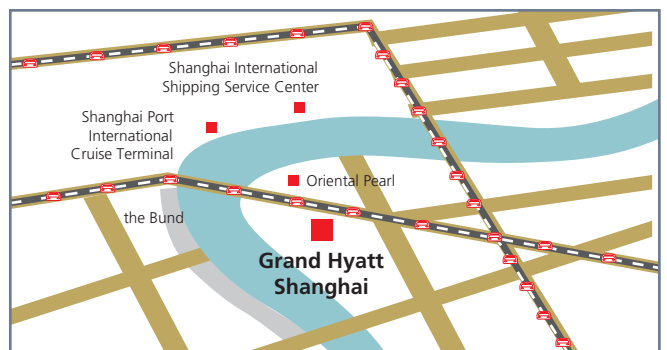 Shanghai International
Shipping Service Center
Shanghai Port
International
Cruise Terminal
Oriental Pearl
the Bund
Grand Hyatt
Shanghai